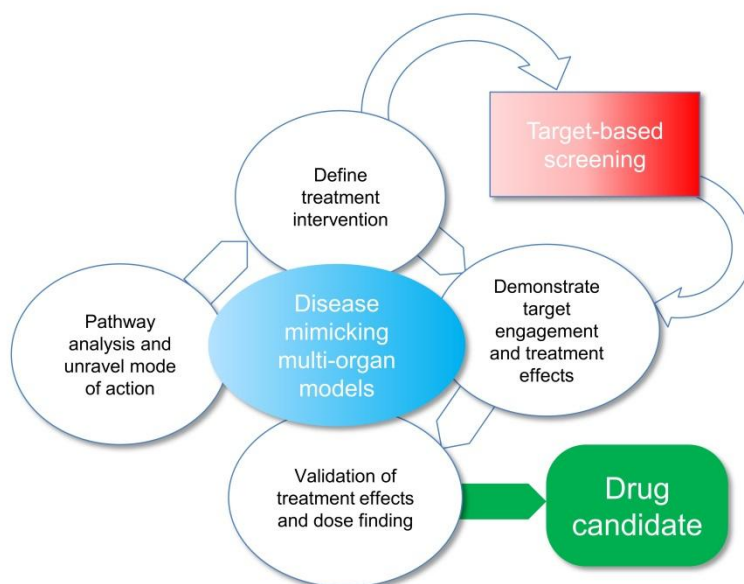 Define
treatment
intervention
Target-based
screening
Pathway
analysis and
unravel mode
of action
Disease
mimicking
multi-organ
models
Demonstrate
target
engagement
and treatment
effects
Validation of
treatment effects
and dose finding
Drug
candidate